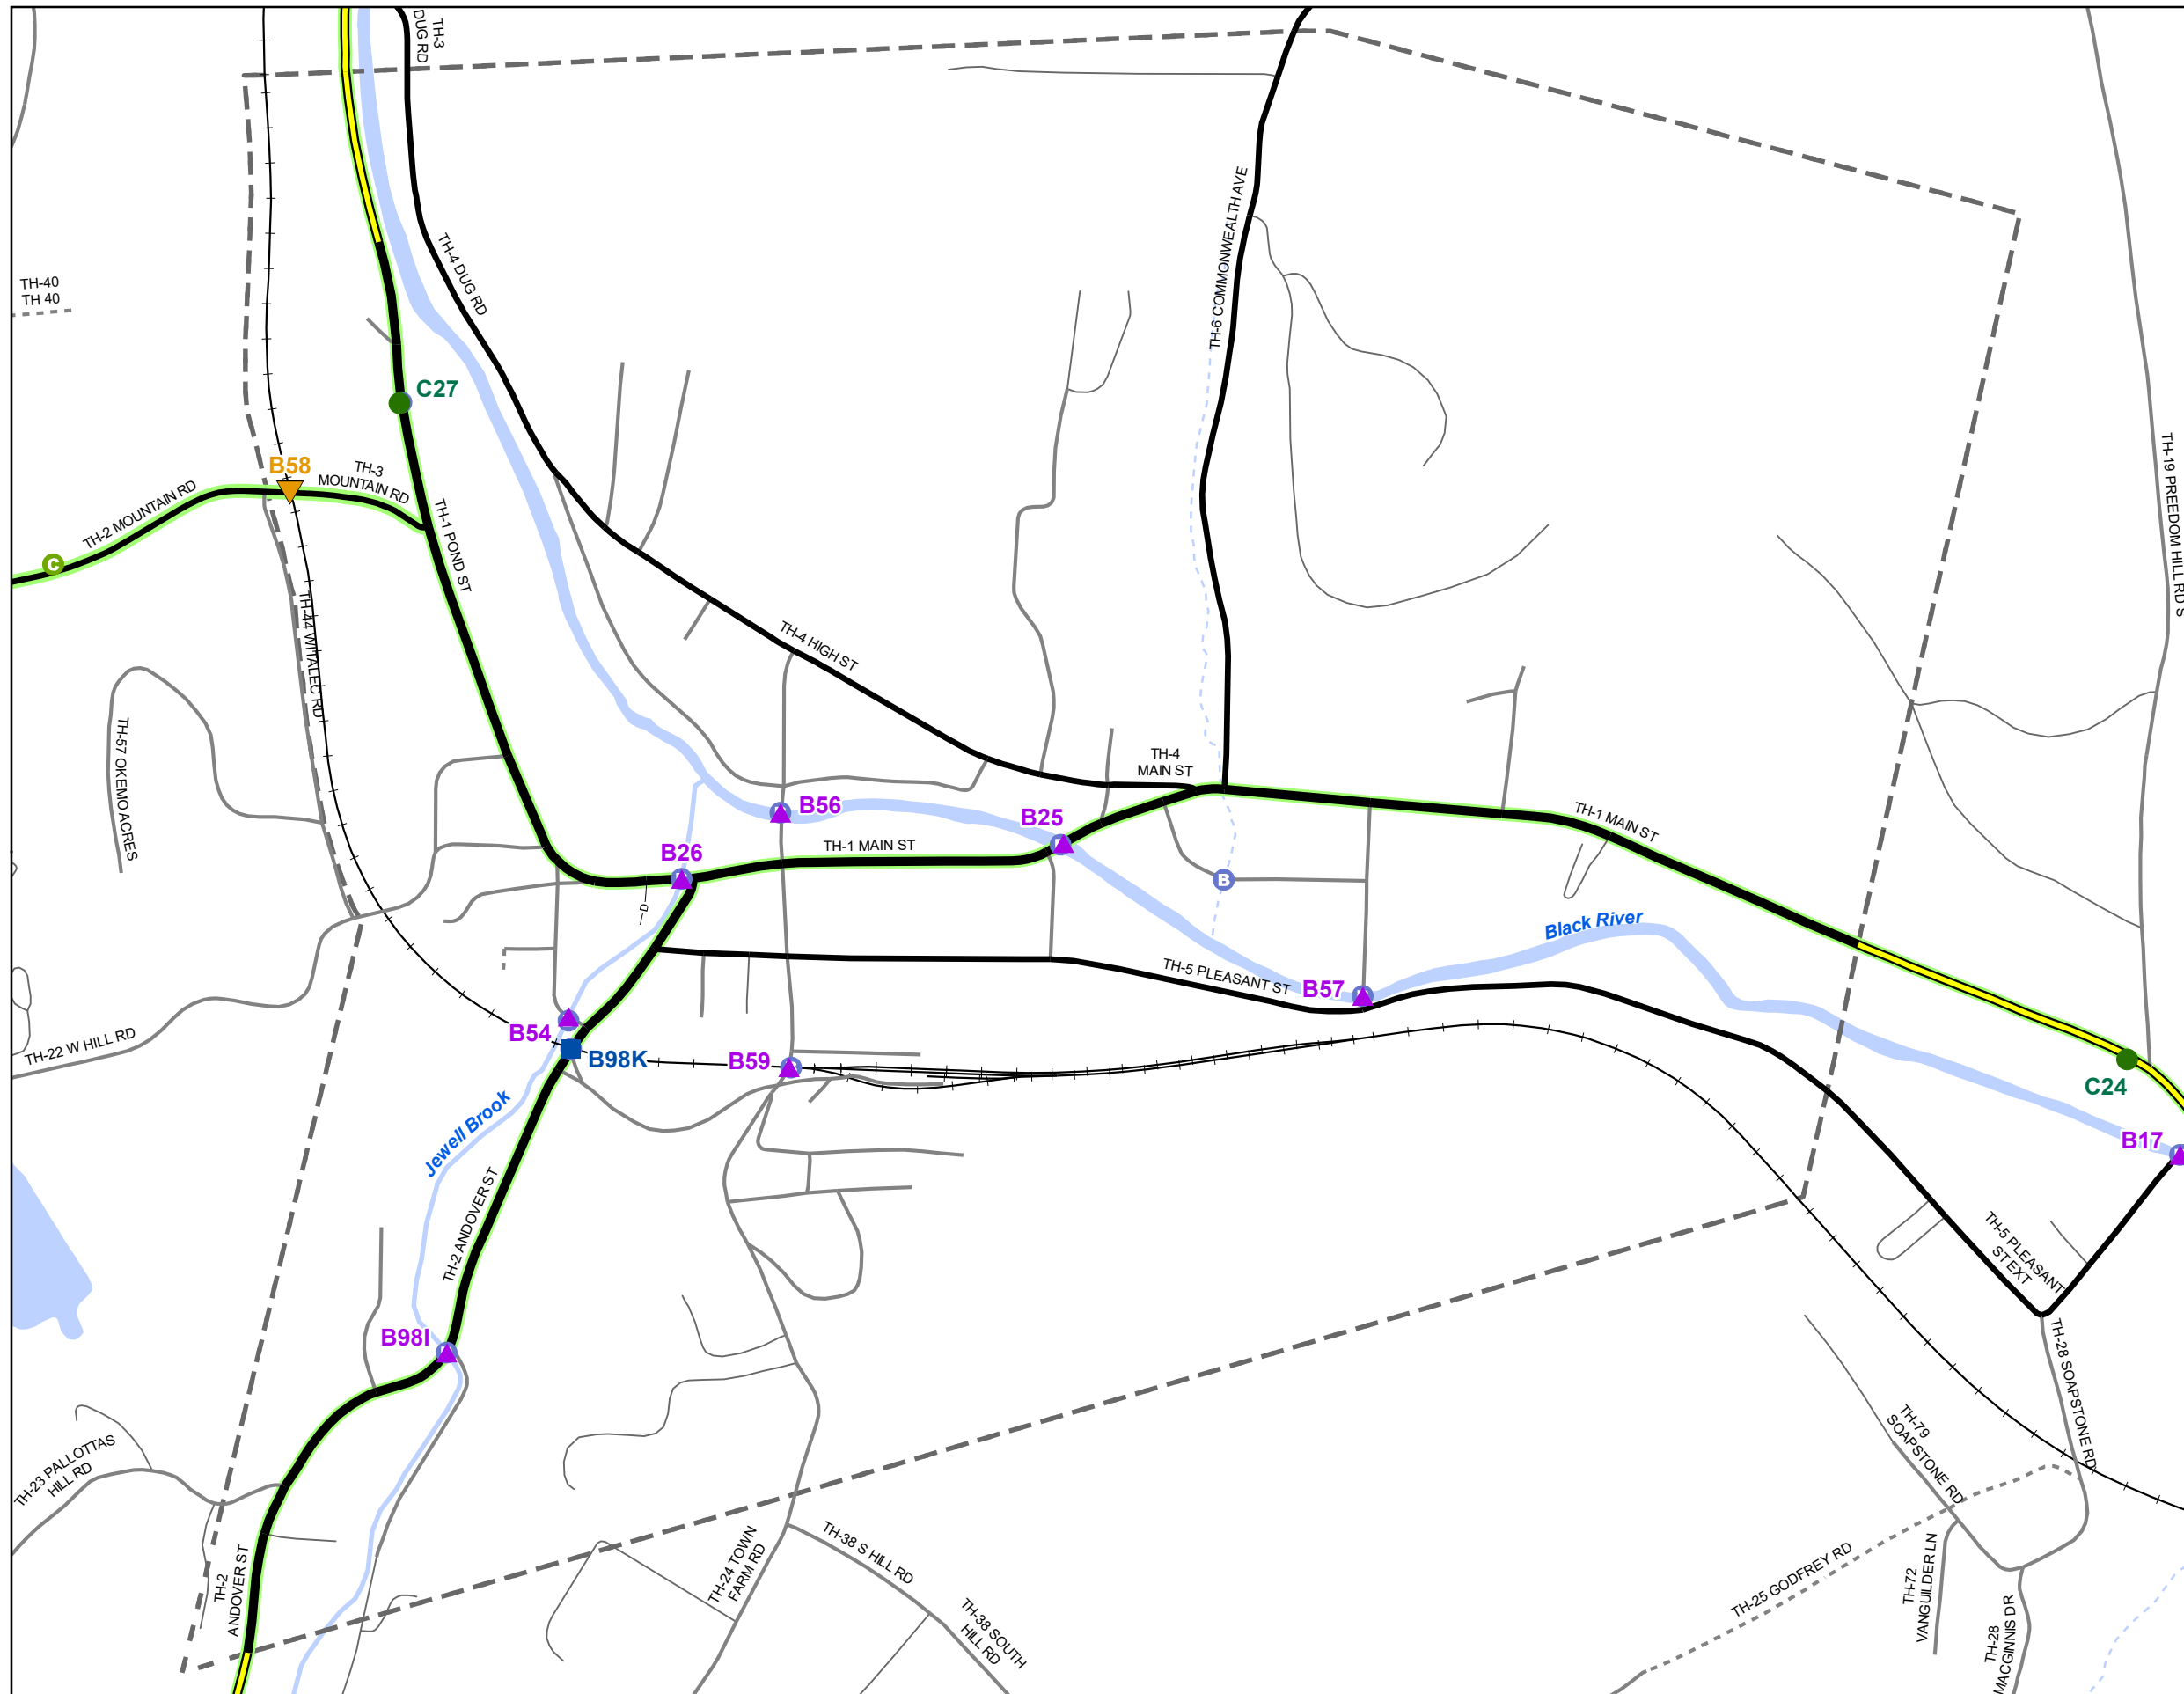 TH-3
DUG RD
TH-4 DUG RD
TH-6 COMMONWEALTH AVE
TH-40
TH 40
C27
B58
TH-3
MOUNTAIN RD
TH-2 MOUNTAIN RD
C
TH-1 POND ST
TH-19 PREEDOM HILL RD S
TH-44 WITALEC RD
TH-4 HIGH ST
TH-57 OKEMO ACRES
TH-4
MAIN ST
B56
B25
TH-1 MAIN ST
TH-1 MAIN ST
B26
B
D
Black River
TH-5 PLEASANT ST
B57
B54
TH-22 W HILL RD
B98K
B59
C24
Jewell Brook
B17
TH-2 ANDOVER ST
TH-5 PLEASANT
ST EXT
B98I
TH-28 SOAPSTONE RD
TH-79
SOAPSTONE RD
TH-23 PALLOTTAS
HILL RD
TH-2
ANDOVER ST
TH-24 TOWN
FARM RD
TH-38 S HILL RD
TH-38 SOUTH
HILL RD
TH-25 GODFREY RD
TH-72
VANGUILDER LN
TH-28
MACGINNIS DR